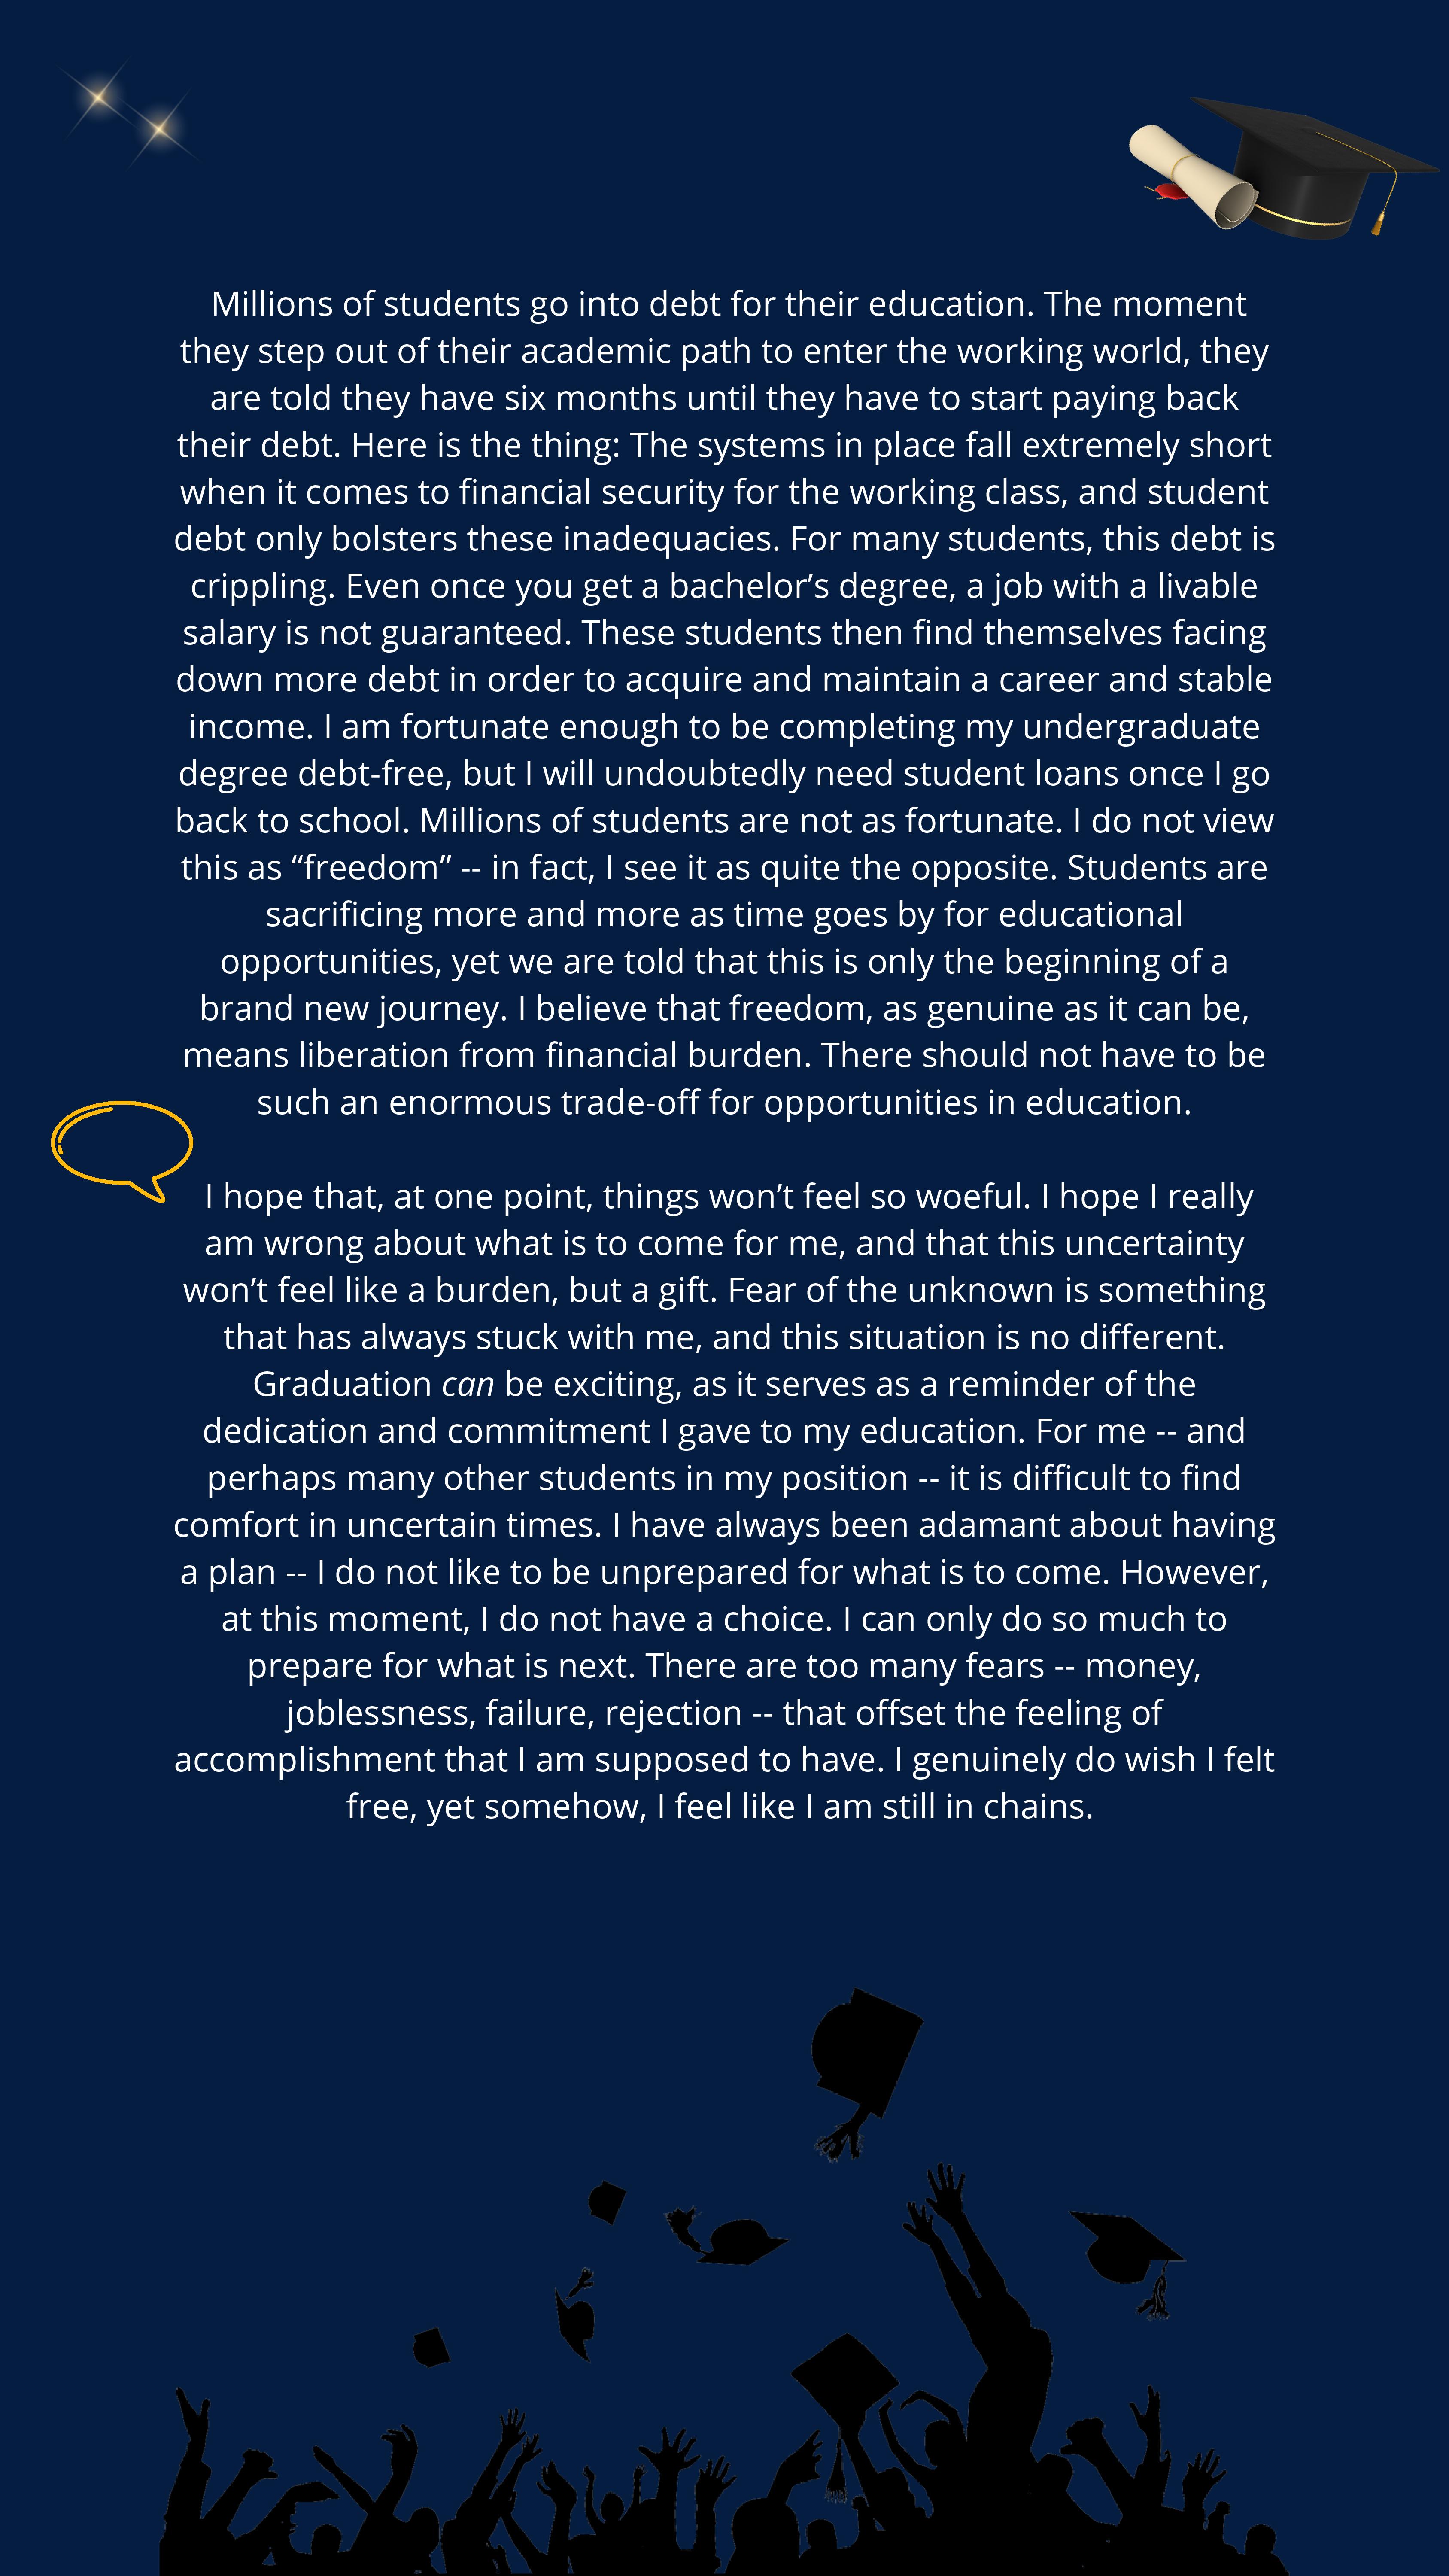 Millions of students go into debt for their education. The moment
they step out of their academic path to enter the working world, they
are told they have six months until they have to start paying back
their debt. Here is the thing: The systems in place fall extremely short
when it comes to financial security for the working class, and student
debt only bolsters these inadequacies. For many students, this debt is
crippling. Even once you get a bachelor’s degree, a job with a livable
salary is not guaranteed. These students then find themselves facing
down more debt in order to acquire and maintain a career and stable
income. I am fortunate enough to be completing my undergraduate
degree debt-free, but I will undoubtedly need student loans once I go
back to school. Millions of students are not as fortunate. I do not view
this as “freedom” -- in fact, I see it as quite the opposite. Students are
sacrificing more and more as time goes by for educational
opportunities, yet we are told that this is only the beginning of a
brand new journey. I believe that freedom, as genuine as it can be,
means liberation from financial burden. There should not have to be
such an enormous trade-off for opportunities in education.
I hope that, at one point, things won’t feel so woeful. I hope I really
am wrong about what is to come for me, and that this uncertainty
won’t feel like a burden, but a gift. Fear of the unknown is something
that has always stuck with me, and this situation is no different.
Graduation can be exciting, as it serves as a reminder of the
dedication and commitment I gave to my education. For me -- and
perhaps many other students in my position -- it is difficult to find
comfort in uncertain times. I have always been adamant about having
a plan -- I do not like to be unprepared for what is to come. However,
at this moment, I do not have a choice. I can only do so much to
prepare for what is next. There are too many fears -- money,
joblessness, failure, rejection -- that offset the feeling of
accomplishment that I am supposed to have. I genuinely do wish I felt
free, yet somehow, I feel like I am still in chains.